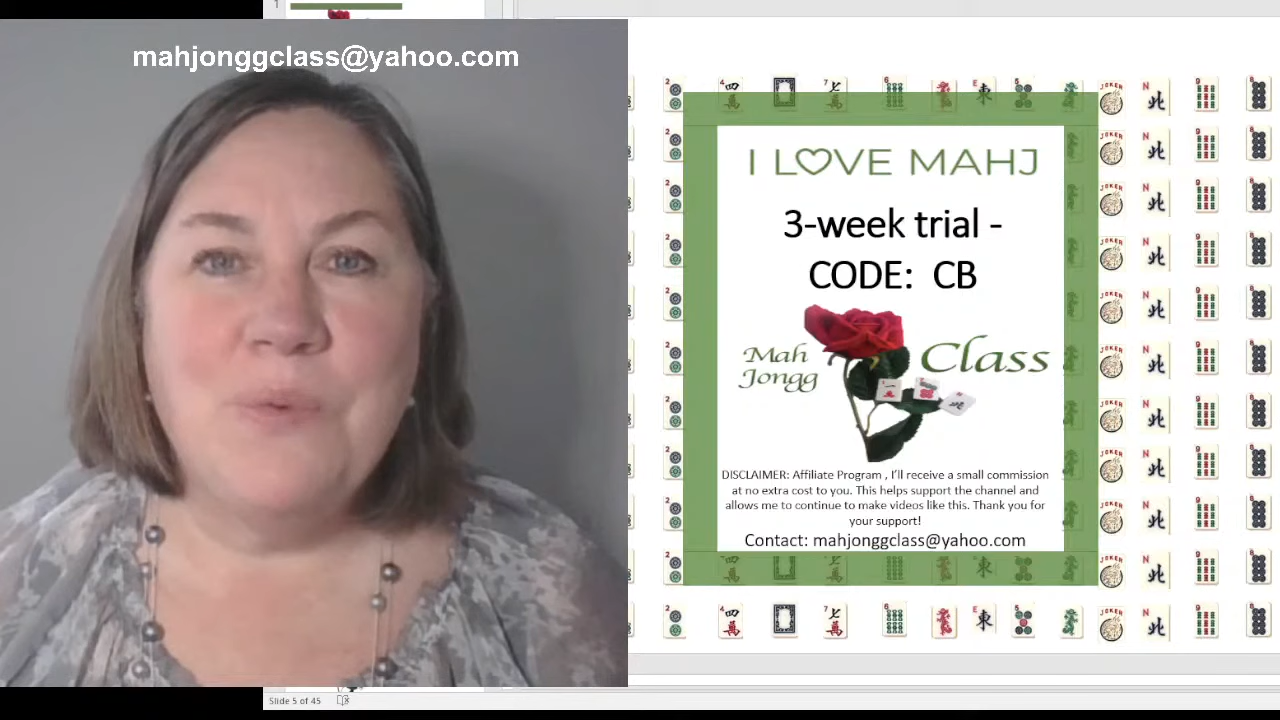 1
mahjonggclass@yahoo.com
I LOVE MAHJ
3-week trial -
CODE: CB
Mah
Jongg
Class
DISCLAIMER: Affiliate Program , I'll receive a small commission
at no extra cost to you. This helps support the channel and
allows me to continue to make videos like this. Thank you for
your support!
Contact: mahjonggclass@yahoo.com
Slide 5 of 45